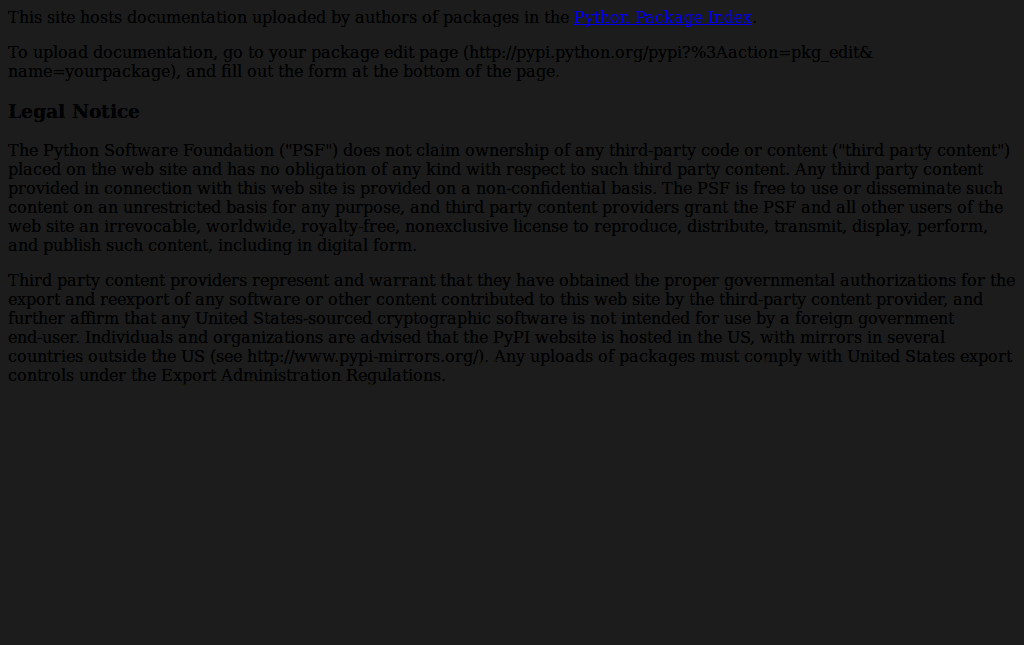 This site hosts documentation uploaded by authors of packages in the Python Package Index.
To upload documentation, go to your package edit page (http://pypi.python.org/pypi?%3Aaction=pkg_edit&
name=yourpackage), and fill out the form at the bottom of the page.
Legal Notice
The Python Software Foundation ("PSF") does not claim ownership of any third-party code or content ("third party content")
placed on the web site and has no obligation of any kind with respect to such third party content. Any third party content
provided in connection with this web site is provided on a non-confidential basis. The PSF is free to use or disseminate such
content on an unrestricted basis for any purpose, and third party content providers grant the PSF and all other users of the
web site an irrevocable, worldwide, royalty-free, nonexclusive license to reproduce, distribute, transmit, display, perform,
and publish such content, including in digital form.
Third party content providers represent and warrant that they have obtained the proper governmental authorizations for the
export and reexport of any software or other content contributed to this web site by the third-party content provider, and
further affirm that any United States-sourced cryptographic software is not intended for use by a foreign government
end-user. Individuals and organizations are advised that the PyPI website is hosted in the US, with mirrors in several
countries outside the US (see http://www.pypi-mirrors.org/). Any uploads of packages must comply with United States export
controls under the Export Administration Regulations.